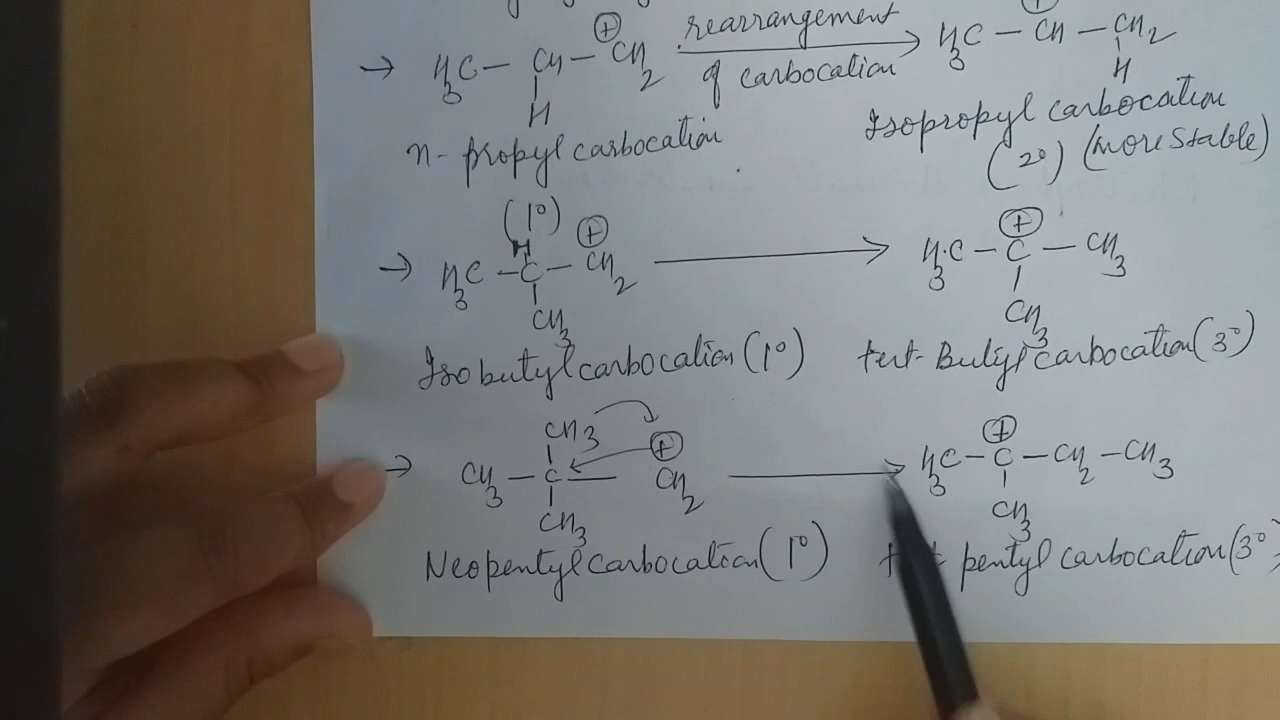 → H3C – CH – CH2 rearrangement of carbocation → H3C – CH – CH2
⊕ ⊕
H H
n- propyl carbocation Isopropyl carbocation
(1°) (2°) (more stable)
H ⊕ ⊕
→ H3C – C – CH2 → H3C – C – CH3
CH3 CH3
Isobutyl carbocation (1°) tert- Butyl carbocation (3°)
CH3 ⊕ ⊕
→ CH3 – C – CH2 → H3C – C – CH2 – CH3
CH3 CH3
Neopentyl carbocation (1°) pentyl carbocation (3°)